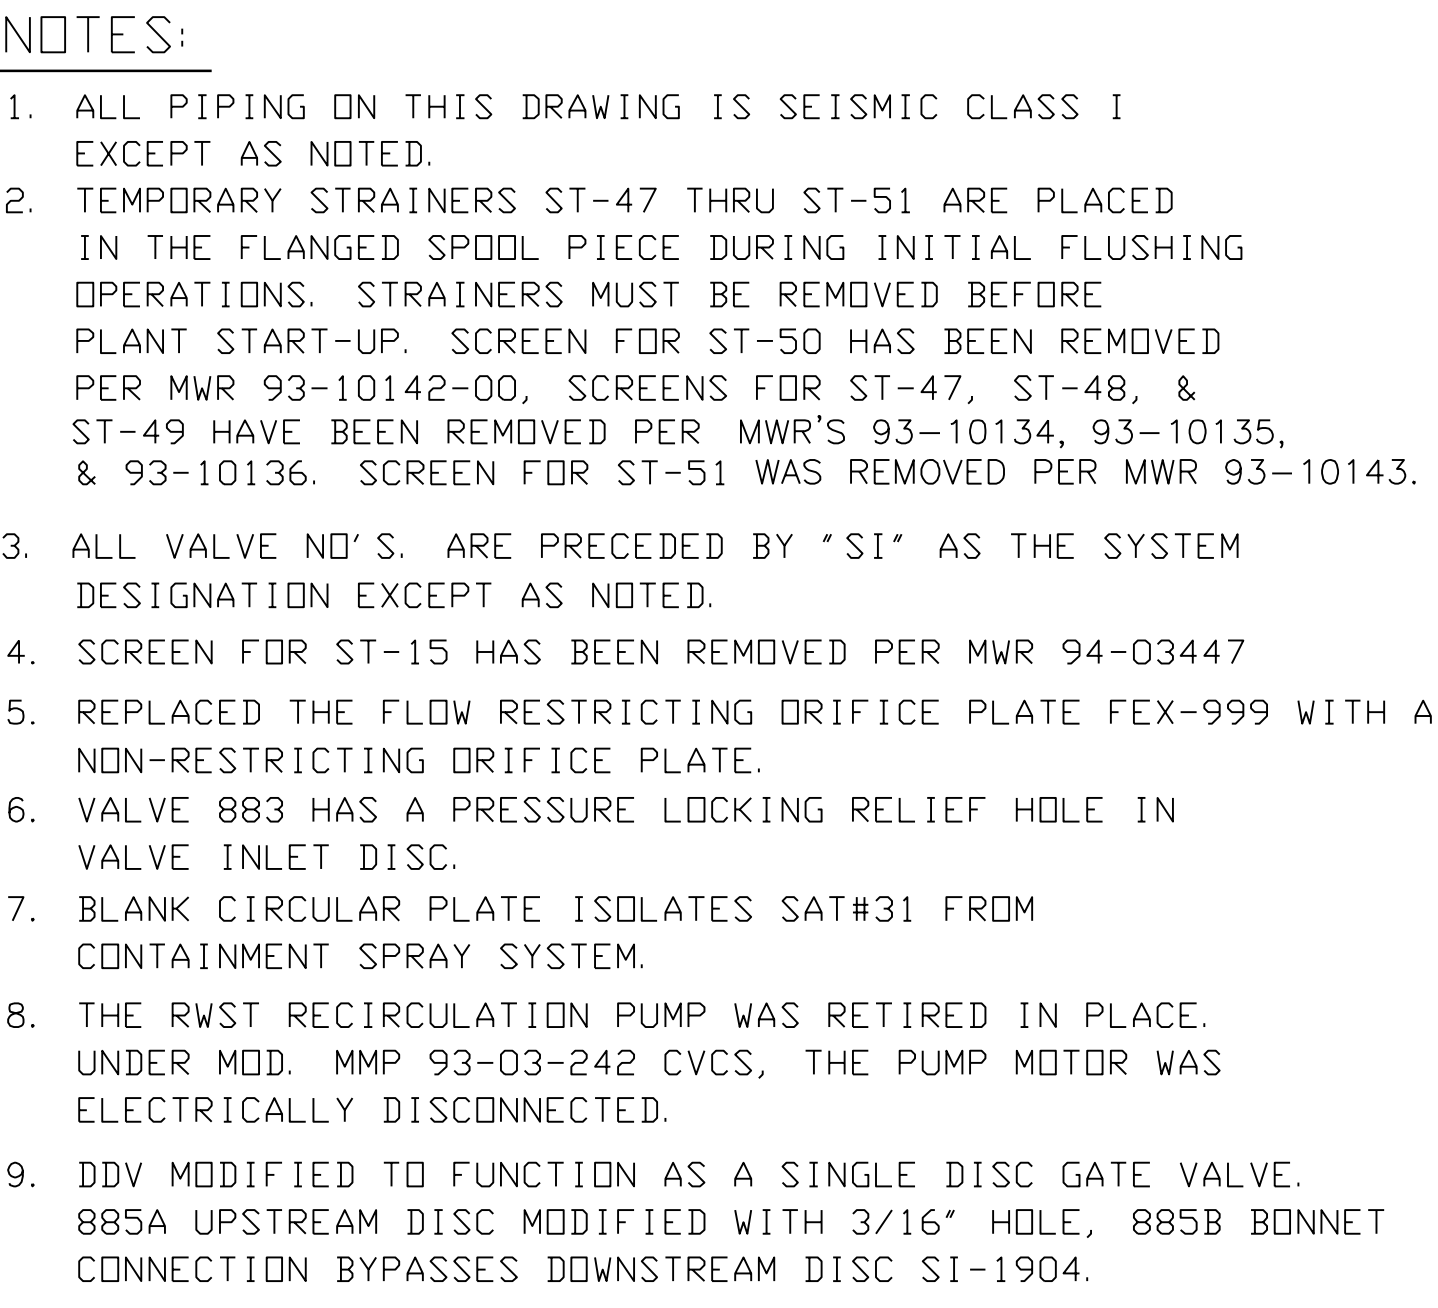 NOTES:
1. ALL PIPING ON THIS DRAWING IS SEISMIC CLASS I
EXCEPT AS NOTED.
2. TEMPORARY STRAINERS ST-47 THRU ST-51 ARE PLACED
IN THE FLANGED SPOOL PIECE DURING INITIAL FLUSHING
OPERATIONS. STRAINERS MUST BE REMOVED BEFORE
PLANT START-UP. SCREEN FOR ST-50 HAS BEEN REMOVED
PER MWR 93-10142-00, SCREENS FOR ST-47, ST-48, &
ST-49 HAVE BEEN REMOVED PER MWR'S 93-10134, 93-10135,
& 93-10136. SCREEN FOR ST-51 WAS REMOVED PER MWR 93-10143.
3. ALL VALVE NO'S. ARE PRECEDED BY "SI" AS THE SYSTEM
DESIGNATION EXCEPT AS NOTED.
4. SCREEN FOR ST-15 HAS BEEN REMOVED PER MWR 94-03447
5. REPLACED THE FLOW RESTRICTING ORIFICE PLATE FEX-999 WITH A
NON-RESTRICTING ORIFICE PLATE.
6. VALVE 883 HAS A PRESSURE LOCKING RELIEF HOLE IN
VALVE INLET DISC.
7. BLANK CIRCULAR PLATE ISOLATES SAT#31 FROM
CONTAINMENT SPRAY SYSTEM.
8. THE RWST RECIRCULATION PUMP WAS RETIRED IN PLACE.
UNDER MOD. MMP 93-03-242 CVCS, THE PUMP MOTOR WAS
ELECTRICALLY DISCONNECTED.
9. DDV MODIFIED TO FUNCTION AS A SINGLE DISC GATE VALVE.
885A UPSTREAM DISC MODIFIED WITH 3/16" HOLE, 885B BONNET
CONNECTION BYPASSES DOWNSTREAM DISC SI-1904.